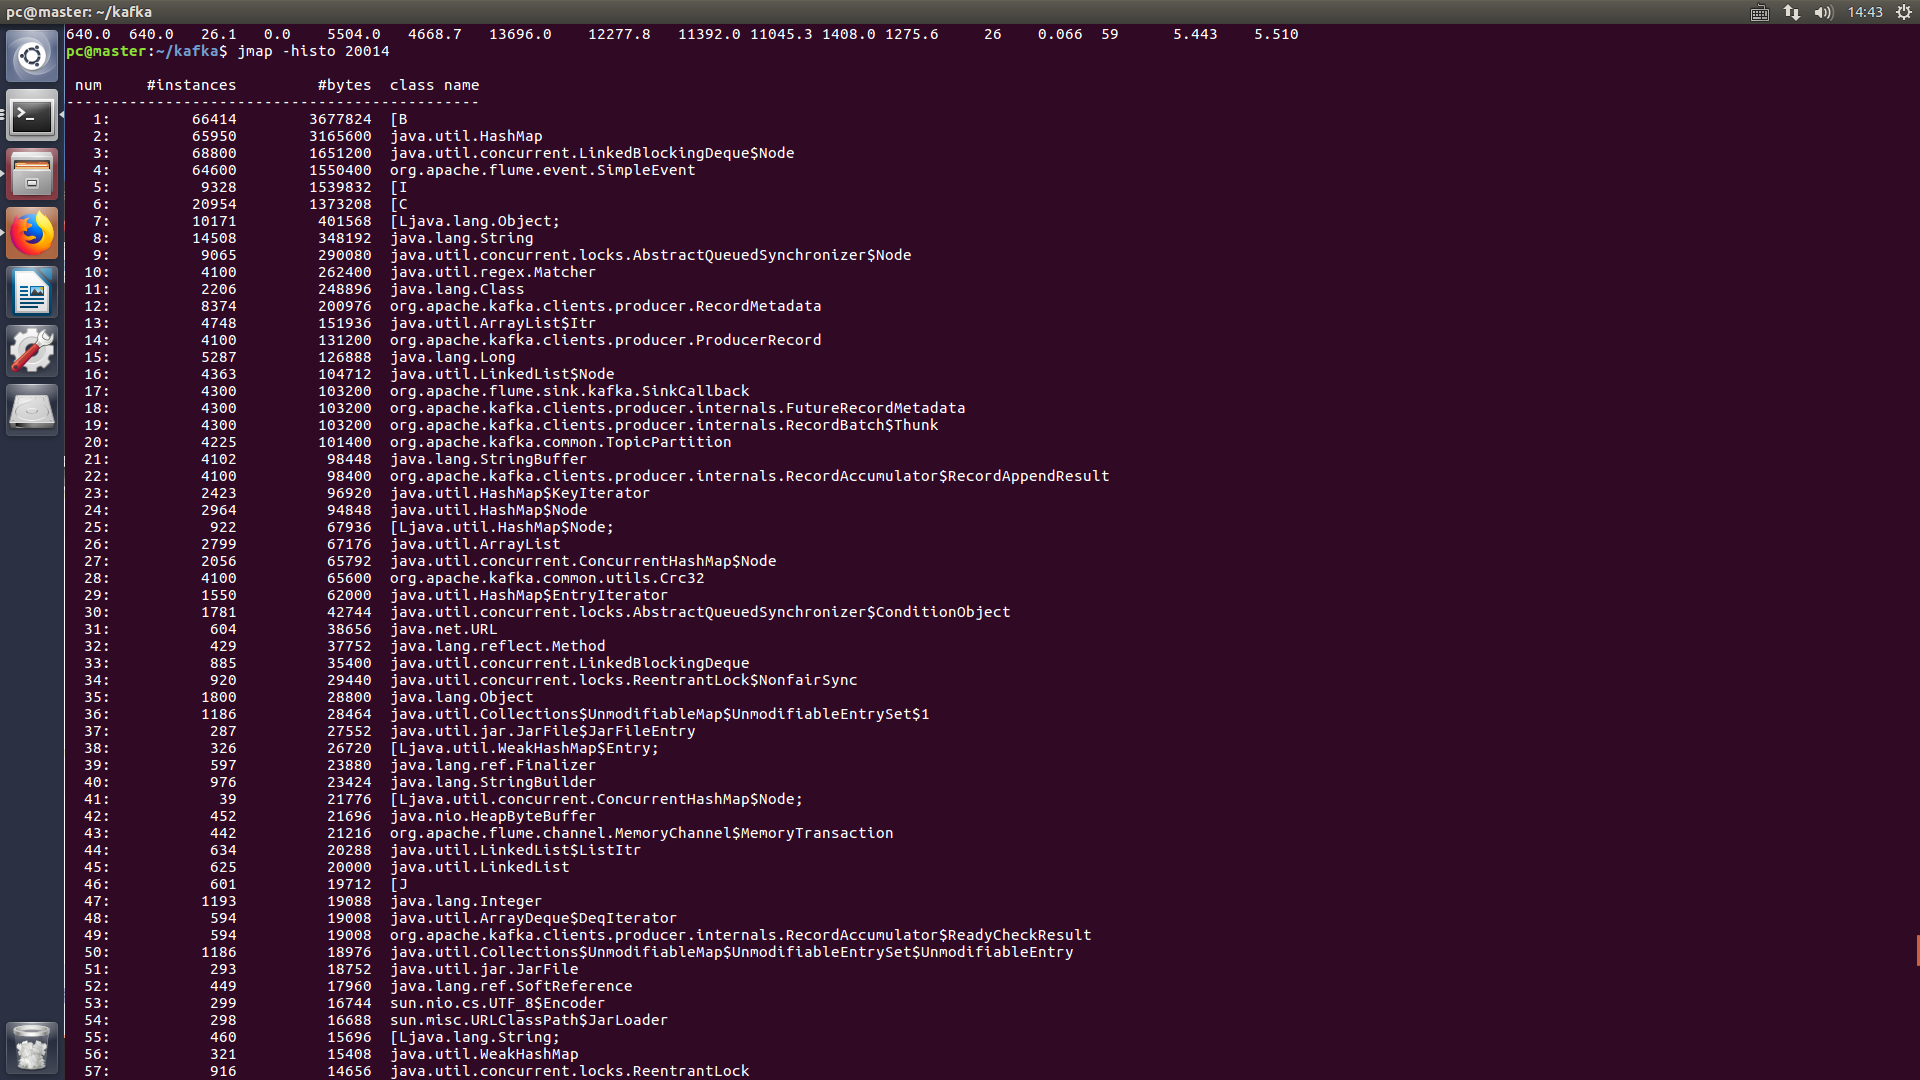 pc@master: ~/kafka
14:43
640.0  640.0   26.1   0.0    5504.0   4668.7   13696.0    12277.8   11392.0 11045.3 1408.0 1275.6     26    0.066  59      5.443    5.510
pc@master:~/kafka$ jmap -histo 20014
 num     #instances         #bytes  class name
----------------------------------------------
   1:         66414        3677824  [B
   2:         65950        3165600  java.util.HashMap
   3:         68800        1651200  java.util.concurrent.LinkedBlockingDeque$Node
   4:         64600        1550400  org.apache.flume.event.SimpleEvent
   5:          9328        1539832  [I
   6:         20954        1373208  [C
   7:         10171         401568  [Ljava.lang.Object;
   8:         14508         348192  java.lang.String
   9:          9065         290080  java.util.concurrent.locks.AbstractQueuedSynchronizer$Node
  10:          4100         262400  java.util.regex.Matcher
  11:          2206         248896  java.lang.Class
  12:          8374         200976  org.apache.kafka.clients.producer.RecordMetadata
  13:          4748         151936  java.util.ArrayList$Itr
  14:          4100         131200  org.apache.kafka.clients.producer.ProducerRecord
  15:          5287         126888  java.lang.Long
  16:          4363         104712  java.util.LinkedList$Node
  17:          4300         103200  org.apache.flume.sink.kafka.SinkCallback
  18:          4300         103200  org.apache.kafka.clients.producer.internals.FutureRecordMetadata
  19:          4300         103200  org.apache.kafka.clients.producer.internals.RecordBatch$Thunk
  20:          4225         101400  org.apache.kafka.common.TopicPartition
  21:          4102          98448  java.lang.StringBuffer
  22:          4100          98400  org.apache.kafka.clients.producer.internals.RecordAccumulator$RecordAppendResult
  23:          2423          96920  java.util.HashMap$KeyIterator
  24:          2964          94848  java.util.HashMap$Node
  25:           922          67936  [Ljava.util.HashMap$Node;
  26:          2799          67176  java.util.ArrayList
  27:          2056          65792  java.util.concurrent.ConcurrentHashMap$Node
  28:          4100          65600  org.apache.kafka.common.utils.Crc32
  29:          1550          62000  java.util.HashMap$EntryIterator
  30:          1781          42744  java.util.concurrent.locks.AbstractQueuedSynchronizer$ConditionObject
  31:           604          38656  java.net.URL
  32:           429          37752  java.lang.reflect.Method
  33:           885          35400  java.util.concurrent.LinkedBlockingDeque
  34:           920          29440  java.util.concurrent.locks.ReentrantLock$NonfairSync
  35:          1800          28800  java.lang.Object
  36:          1186          28464  java.util.Collections$UnmodifiableMap$UnmodifiableEntrySet$1
  37:           287          27552  java.util.jar.JarFile$JarFileEntry
  38:           326          26720  [Ljava.util.WeakHashMap$Entry;
  39:           597          23880  java.lang.ref.Finalizer
  40:           976          23424  java.lang.StringBuilder
  41:            39          21776  [Ljava.util.concurrent.ConcurrentHashMap$Node;
  42:           452          21696  java.nio.HeapByteBuffer
  43:           442          21216  org.apache.flume.channel.MemoryChannel$MemoryTransaction
  44:           634          20288  java.util.LinkedList$ListItr
  45:           625          20000  java.util.LinkedList
  46:           601          19712  [J
  47:          1193          19088  java.lang.Integer
  48:           594          19008  java.util.ArrayDeque$DeqIterator
  49:           594          19008  org.apache.kafka.clients.producer.internals.RecordAccumulator$ReadyCheckResult
  50:          1186          18976  java.util.Collections$UnmodifiableMap$UnmodifiableEntrySet$UnmodifiableEntry
  51:           293          18752  java.util.jar.JarFile
  52:           449          17960  java.lang.ref.SoftReference
  53:           299          16744  sun.nio.cs.UTF_8$Encoder
  54:           298          16688  sun.misc.URLClassPath$JarLoader
  55:           460          15696  [Ljava.lang.String;
  56:           321          15408  java.util.WeakHashMap
  57:           916          14656  java.util.concurrent.locks.ReentrantLock